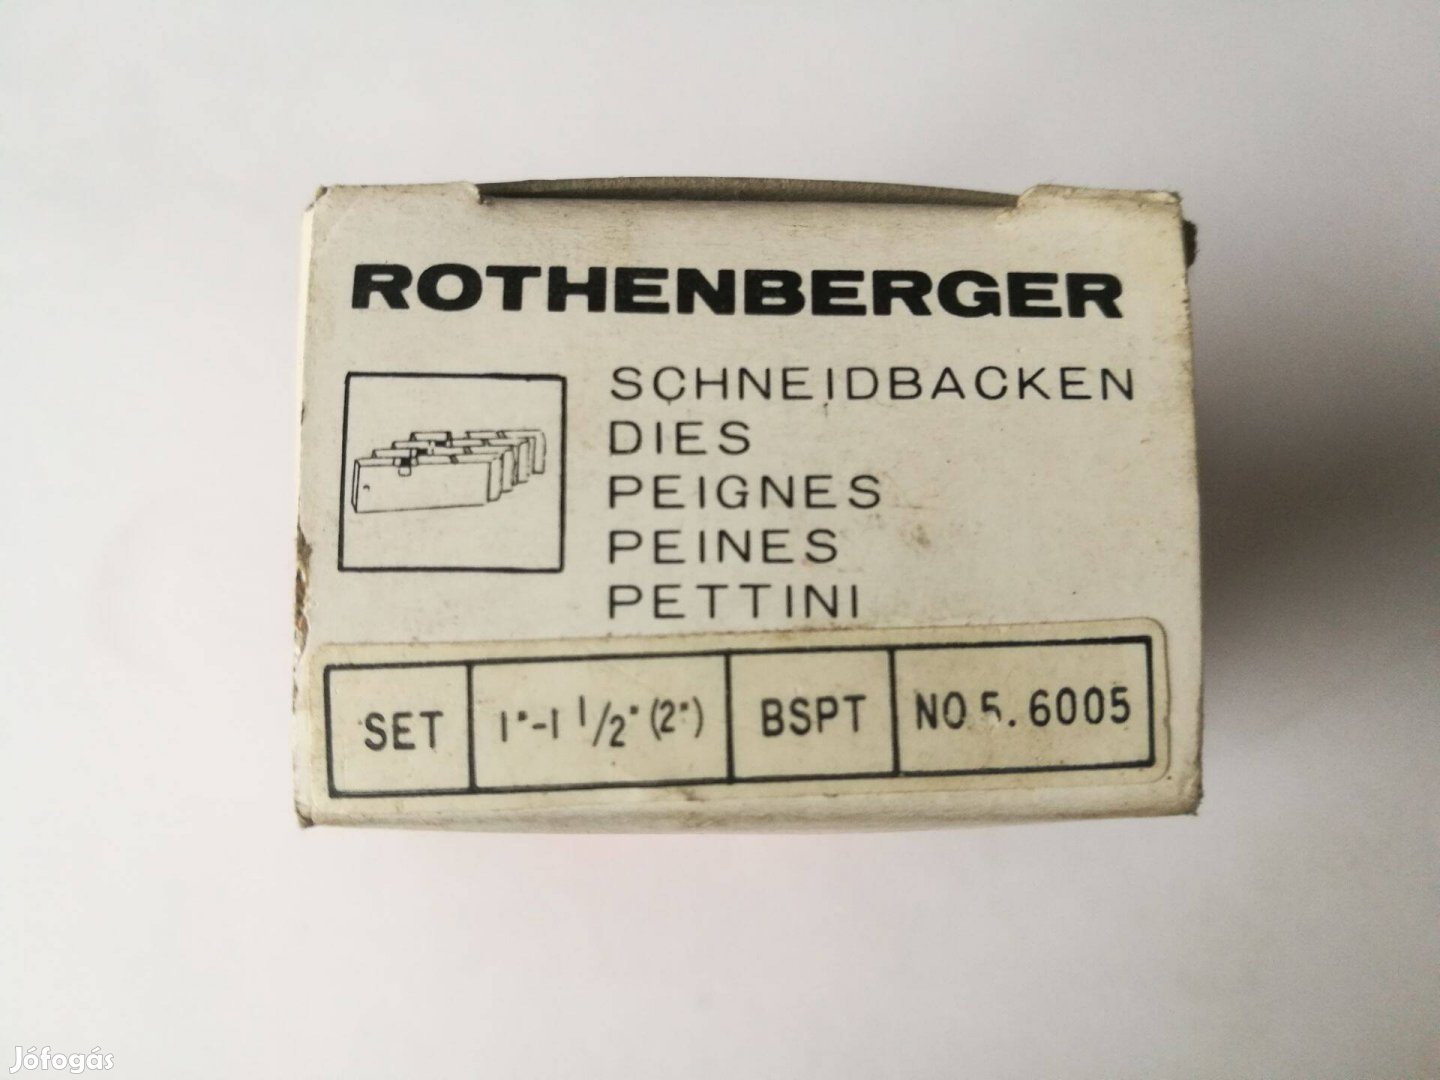 ROTHENBERGER
SCHNEIDBACKEN
DIES
PEIGNES
PEINES
PETTINI
SET 1"-1 1/2" (2") BSPT NO 5. 6005
Jófogás